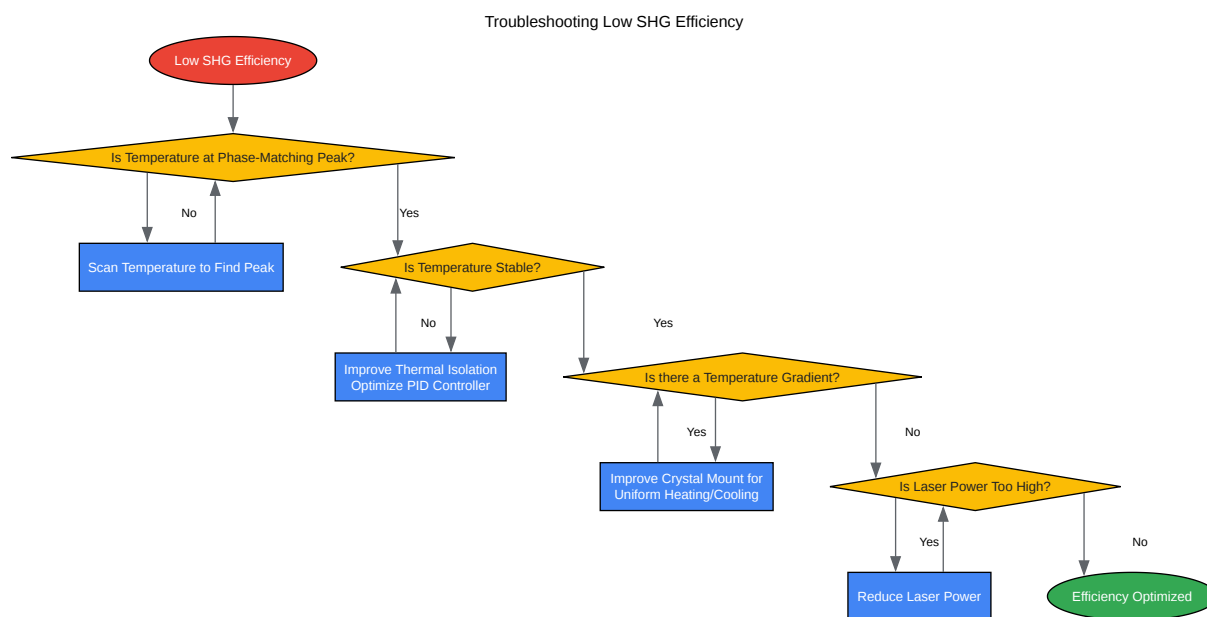 Troubleshooting Low SHG Efficiency
Low SHG Efficiency
Is Temperature at Phase-Matching Peak?
No
Yes
Scan Temperature to Find Peak
Is Temperature Stable?
No
Yes
Improve Thermal Isolation
Optimize PID Controller
Is there a Temperature Gradient?
Yes
No
Improve Crystal Mount for
Uniform Heating/Cooling
Is Laser Power Too High?
Yes
No
Reduce Laser Power
Efficiency Optimized